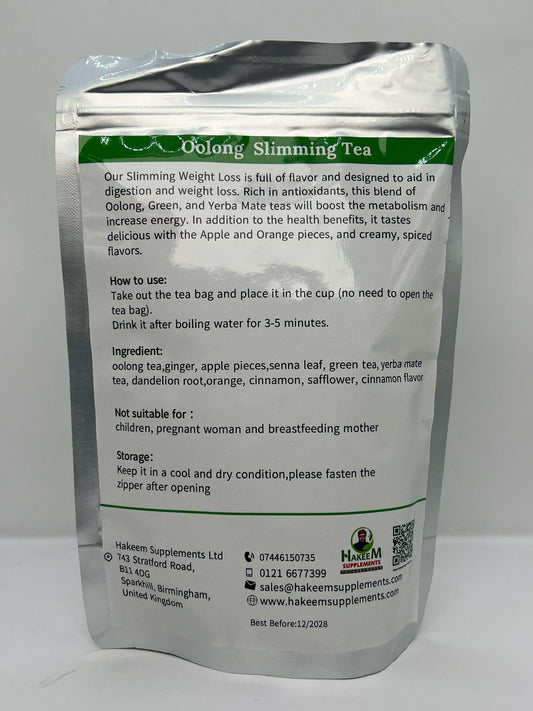 Oolong Slimming Tea
Our Slimming Weight Loss is full of flavor and designed to aid in
digestion and weight loss. Rich in antioxidants, this blend of
Oolong, Green, and Yerba Mate teas will boost the metabolism and
increase energy. In addition to the health benefits, it tastes
delicious with the Apple and Orange pieces, and creamy, spiced
flavors.
How to use:
Take out the tea bag and place it in the cup (no need to open the
tea bag).
Drink it after boiling water for 3-5 minutes.
Ingredient:
oolong tea,ginger, apple pieces,senna leaf, green tea, yerba mate
tea, dandelion root,orange, cinnamon, safflower, cinnamon flavor
Not suitable for :
children, pregnant woman and breastfeeding mother
Storage:
Keep it in a cool and dry condition,please fasten the
zipper after opening
Hakeem Supplements Ltd
743 Stratford Road,
B11 4DG
Sparkhill, Birmingham,
United Kingdom
07446150735
0121 6677399
sales@hakeemsupplements.com
www.hakeemsupplements.com
HAKEEM
SUPPLEMENTS
Best Before:12/2028